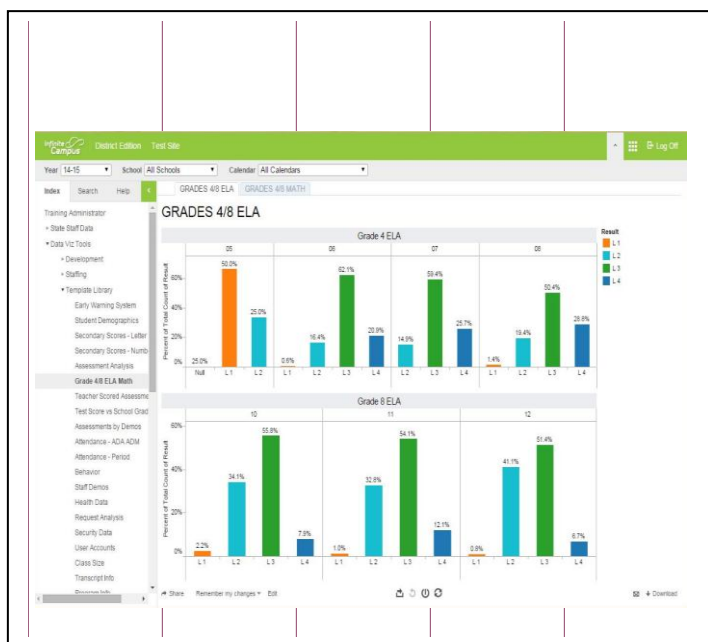 Infinite Campus District Edition Test Site Log Off
Year 14-15 School All Schools Calendar All Calendars
Index Search Help GRADES 4/8 ELA GRADES 4/8 MATH
Training Administrator
State Staff Data
Data Viz Tools
Development
Staffing
Template Library
Early Warning System
Student Demographics
Secondary Scores - Letter
Secondary Scores - Numb
Assessment Analysis
Grade 4/8 ELA Math
Teacher Scored Assessme
Test Score vs School Grad
Assessments by Demos
Attendance - ADA ADM
Attendance - Period
Behavior
Staff Demos
Health Data
Request Analysis
Security Data
User Accounts
Class Size
Transcript Info
Program Info
GRADES 4/8 ELA
Grade 4 ELA
05 06 07 08
Percent of Total Count of Result
60%
40%
20%
0%
25.0% 50.0% 25.0% 0.6% 16.4% 62.1% 20.9% 14.9% 59.4% 25.7% 1.4% 19.4% 50.4% 28.8%
Null L 1 L 2 L 1 L 2 L 3 L 4 L 2 L 3 L 4 L 1 L 2 L 3 L 4
Grade 8 ELA
10 11 12
Percent of Total Count of Result
60%
40%
20%
0%
2.2% 34.1% 55.8% 7.9% 1.0% 32.8% 54.1% 12.1% 0.8% 41.1% 51.4% 6.7%
L 1 L 2 L 3 L 4 L 1 L 2 L 3 L 4 L 1 L 2 L 3 L 4
Result
L 1
L 2
L 3
L 4
Share Remember my changes Edit Download